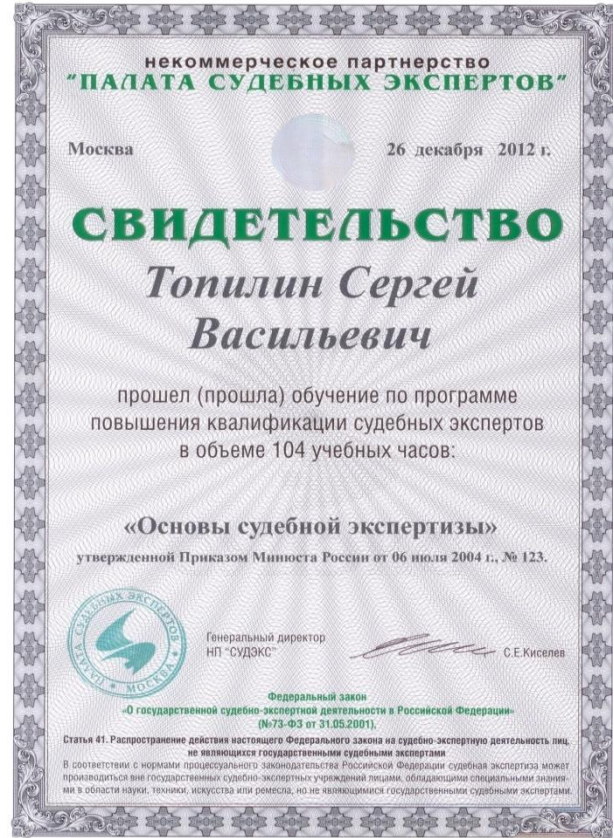 некоммерческое партнерство
"ПАЛАТА СУДЕБНЫХ ЭКСПЕРТОВ"
Москва 26 декабря 2012 г.
СВИДЕТЕЛЬСТВО
Топилин Сергей
Васильевич
прошел (прошла) обучение по программе
повышения квалификации судебных экспертов
в объеме 104 учебных часов:
«Основы судебной экспертизы»
утвержденной Приказом Минюста России от 06 июля 2004 г., № 123.
ПАЛАТА СУДЕБНЫХ ЭКСПЕРТОВ
МОСКВА
Генеральный директор
НП "СУДЭКС" С.Е.Киселев
Федеральный закон
«О государственной судебно-экспертной деятельности в Российской Федерации»
(№73-ФЗ от 31.05.2001).
Статья 41. Распространение действия настоящего Федерального закона на судебно-экспертную деятельность лиц,
не являющихся государственными судебными экспертами
В соответствии с нормами процессуального законодательства Российской Федерации судебная экспертиза может
производиться вне государственных судебно-экспертных учреждений лицами, обладающими специальными знания-
ми в области науки, техники, искусства или ремесла, но не являющимися государственными судебными экспертами.